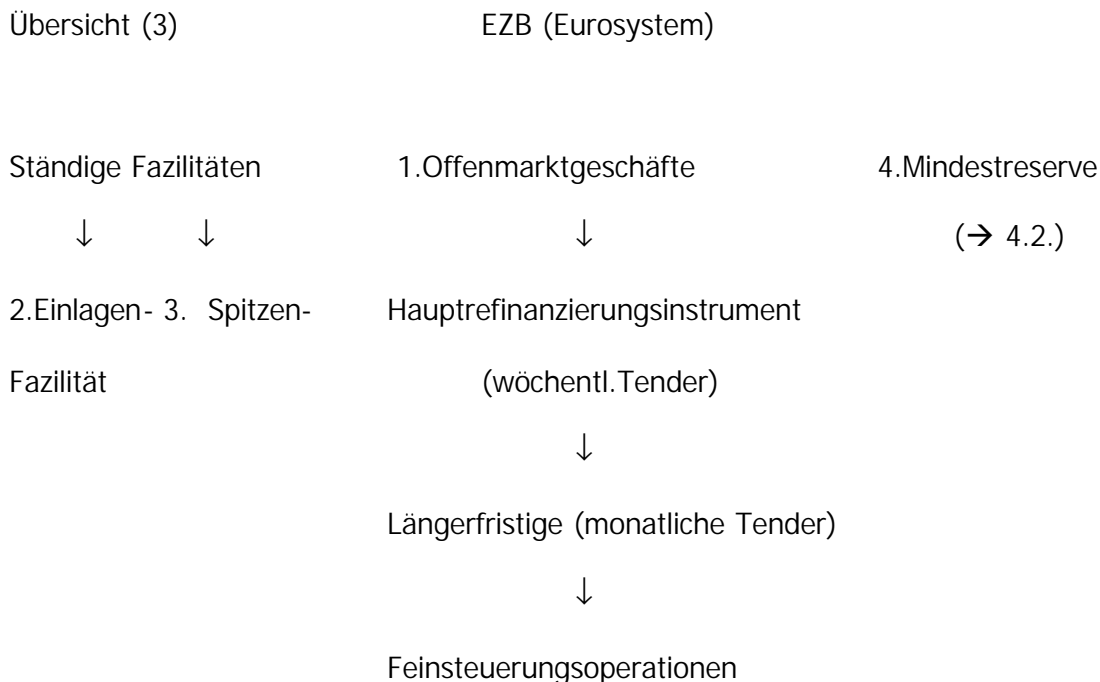 Übersicht (3) EZB (Eurosystem)
Ständige Fazilitäten 1.Offenmarktgeschäfte 4.Mindestreserve
↓ ↓ ↓ (→ 4.2.)
2.Einlagen- 3. Spitzen- Hauptrefinanzierungsinstrument
Fazilität (wöchentl.Tender)
↓
Längerfristige (monatliche Tender)
↓
Feinsteuerungsoperationen